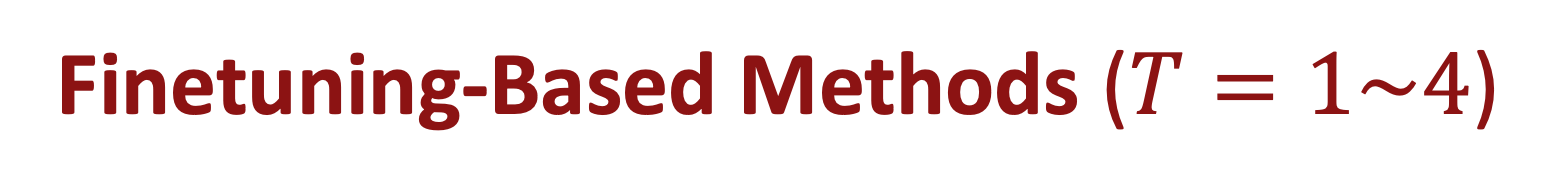 Finetuning-Based Methods (T = 1~4)